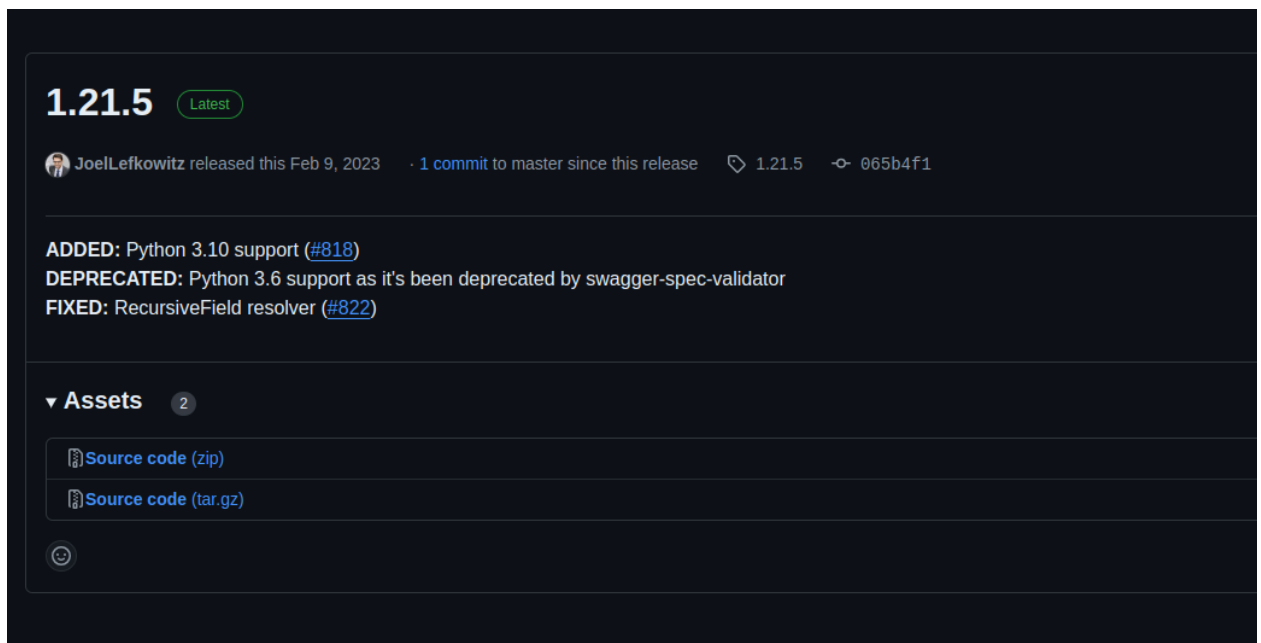 1.21.5 Latest
JoelLefkowitz released this Feb 9, 2023 · 1 commit to master since this release 1.21.5 065b4f1
ADDED: Python 3.10 support (#818)
DEPRECATED: Python 3.6 support as it's been deprecated by swagger-spec-validator
FIXED: RecursiveField resolver (#822)
Assets 2
Source code (zip)
Source code (tar.gz)